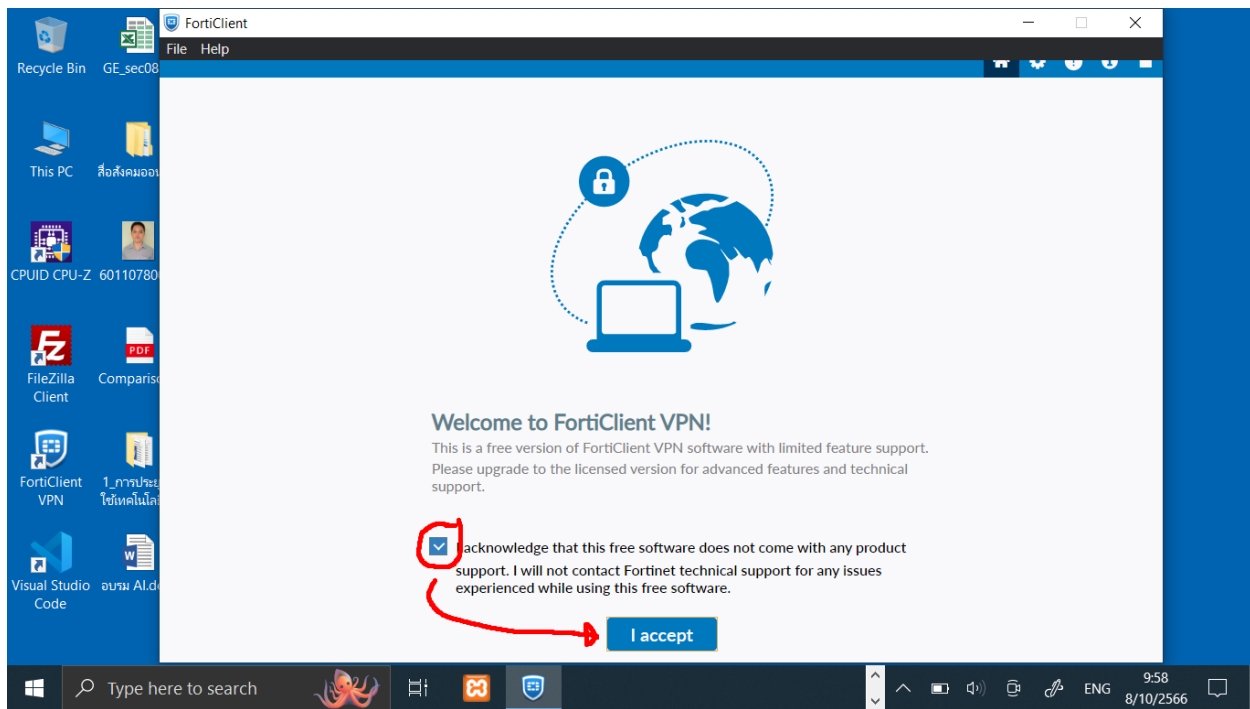 FortiClient
File Help
Recycle Bin
GE_sec08
This PC
สื่อสังคมออน
CPUID CPU-Z
60110780
FileZilla
Client
PDF
Comparis
FortiClient
VPN
1_การประยุ
ใช้เทคโนโล
Visual Studio
Code
อบรม AI.d
Welcome to FortiClient VPN!
This is a free version of FortiClient VPN software with limited feature support.
Please upgrade to the licensed version for advanced features and technical
support.
I acknowledge that this free software does not come with any product
support. I will not contact Fortinet technical support for any issues
experienced while using this free software.
I accept
Type here to search
ENG
9:58
8/10/2566